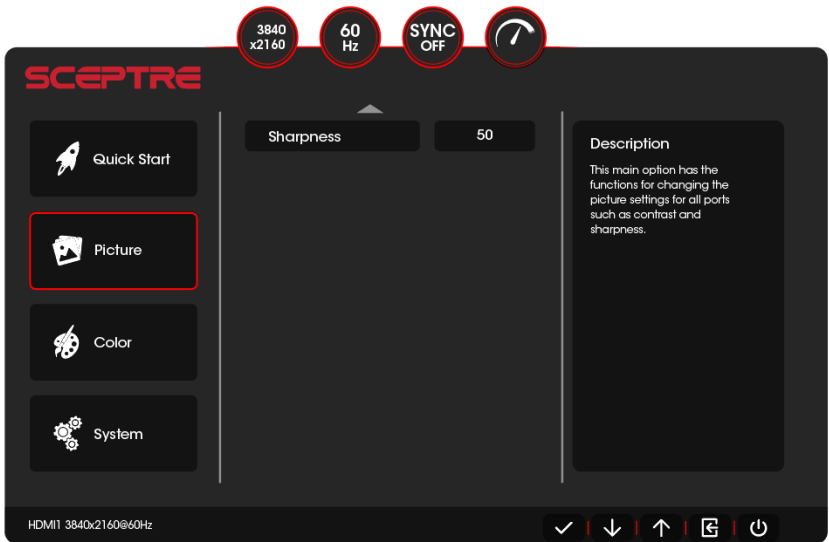 3840
x2160
60
Hz
SYNC
OFF
SCEPTRE
Quick Start
Picture
Color
System
Sharpness
50
Description
This main option has the
functions for changing the
picture settings for all ports
such as contrast and
sharpness.
HDMI1 3840x2160@60Hz